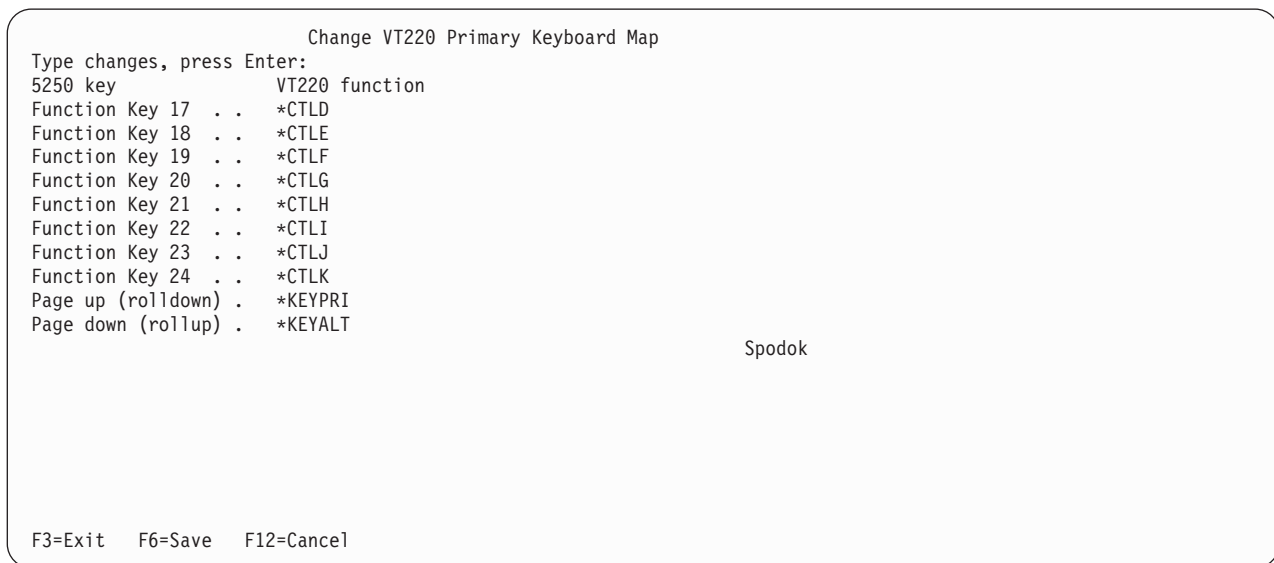 Change VT220 Primary Keyboard Map
Type changes, press Enter:
5250 key VT220 function
Function Key 17 . . *CTLD
Function Key 18 . . *CTLE
Function Key 19 . . *CTLF
Function Key 20 . . *CTLG
Function Key 21 . . *CTLH
Function Key 22 . . *CTLI
Function Key 23 . . *CTLJ
Function Key 24 . . *CTLK
Page up (rolldown) . *KEYPRI
Page down (rollup) . *KEYALT
Spodok
F3=Exit F6=Save F12=Cancel